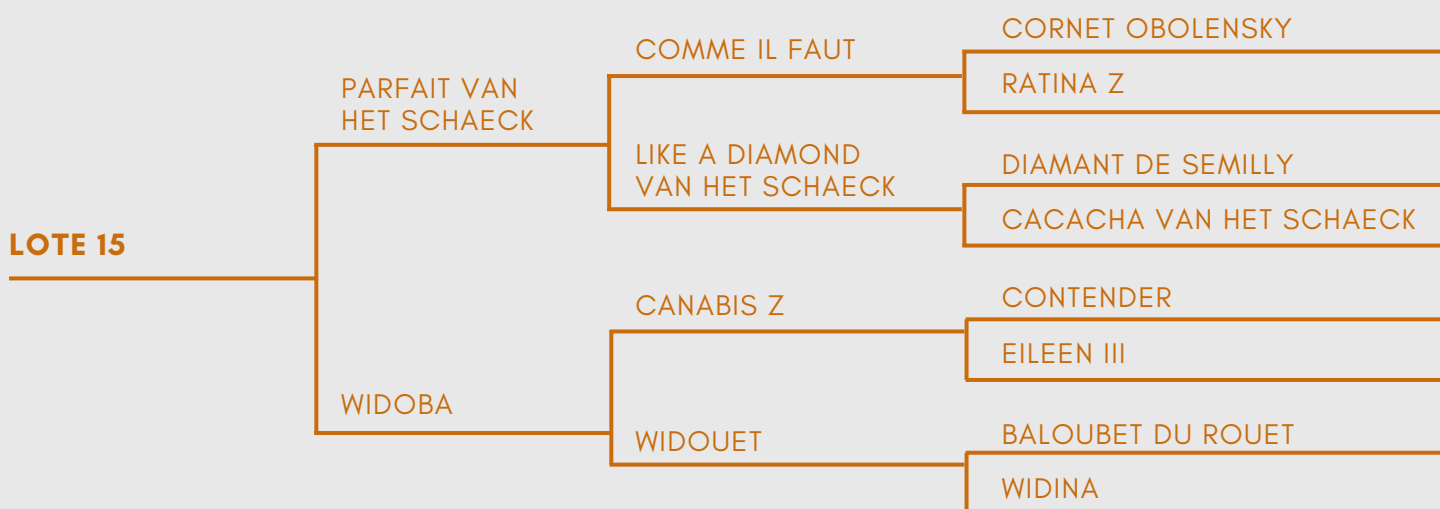 CORNET OBOLENSKY
COMME IL FAUT
RATINA Z
PARFAIT VAN
HET SCHAECK
LIKE A DIAMOND
VAN HET SCHAECK
DIAMANT DE SEMILLY
CACACHA VAN HET SCHAECK
LOTE 15
CONTENDER
CANABIS Z
EILEEN III
WIDOBA
WIDOUET
BALOUBET DU ROUET
WIDINA